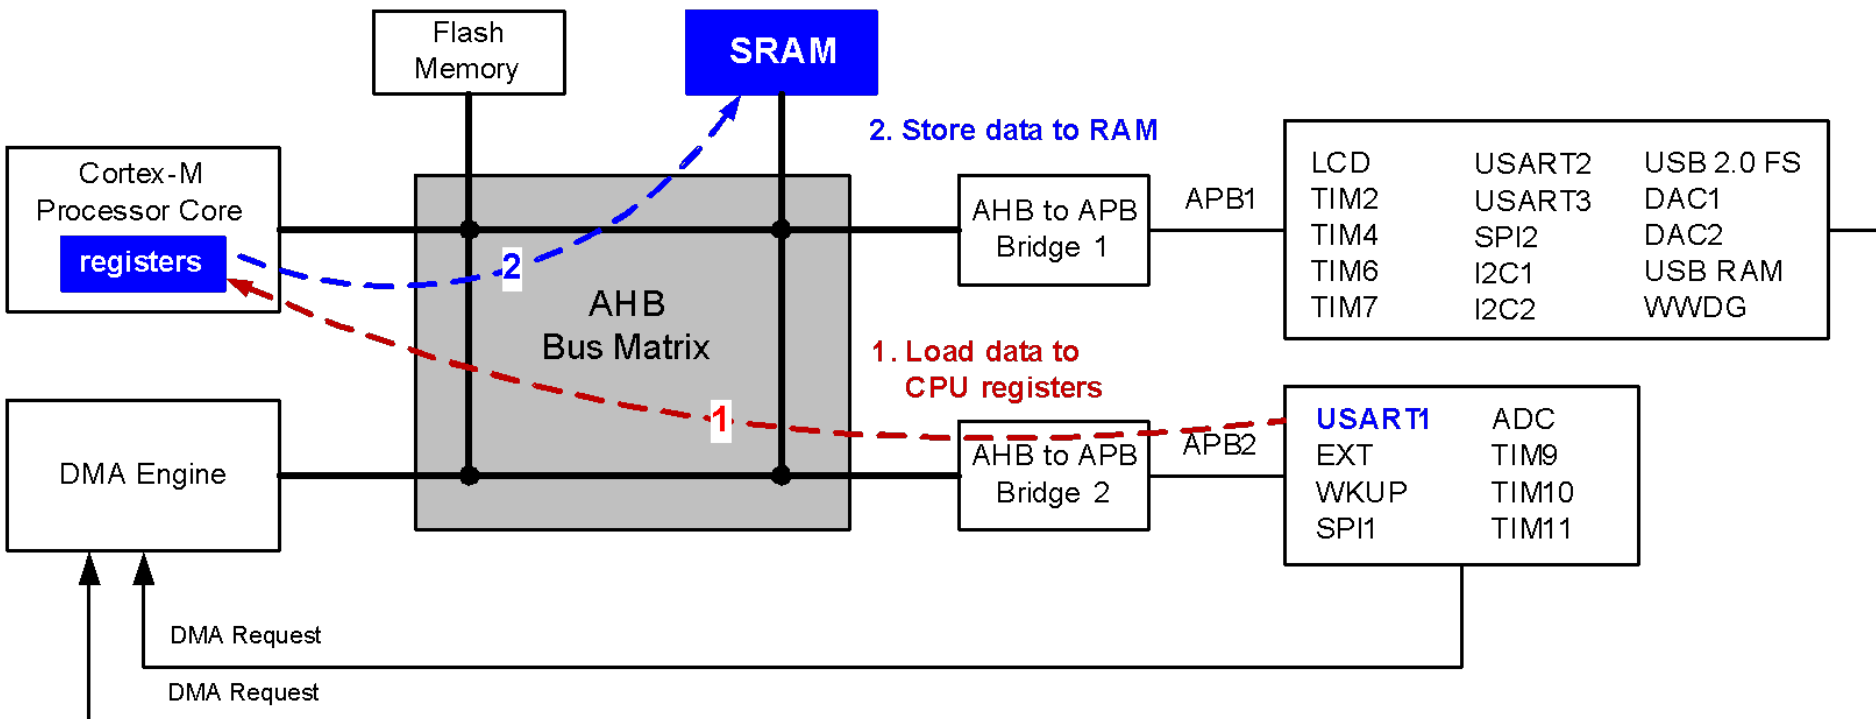 Flash
Memory
SRAM
2. Store data to RAM
Cortex-M
Processor Core
registers
2
AHB
Bus Matrix
AHB to APB
Bridge 1
APB1
LCD
TIM2
TIM4
TIM6
TIM7
USART2
USART3
SPI2
I2C1
I2C2
USB 2.0 FS
DAC1
DAC2
USB RAM
WWDG
1. Load data to
CPU registers
1
DMA Engine
AHB to APB
Bridge 2
APB2
USART1
EXT
WKUP
SPI1
ADC
TIM9
TIM10
TIM11
DMA Request
DMA Request